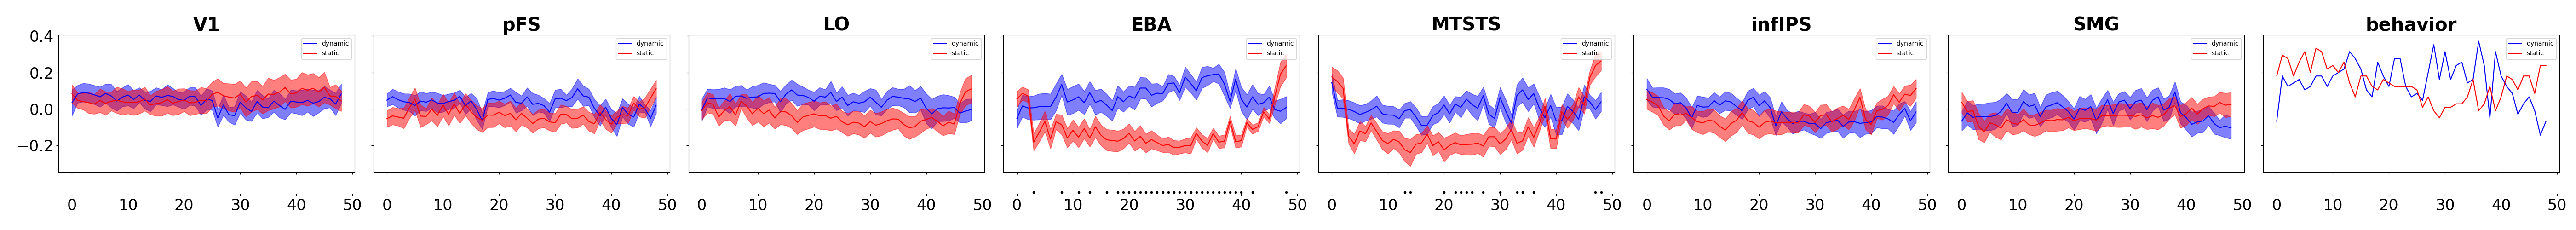 V1 pFS LO EBA MTSTS infIPS SMG behavior
dynamic dynamic dynamic dynamic dynamic dynamic dynamic dynamic
static static static static static static static static
0.4
0.2
0.0
−0.2
0 10 20 30 40 50 0 10 20 30 40 50 0 10 20 30 40 50 0 10 20 30 40 50 0 10 20 30 40 50 0 10 20 30 40 50 0 10 20 30 40 50 0 10 20 30 40 50